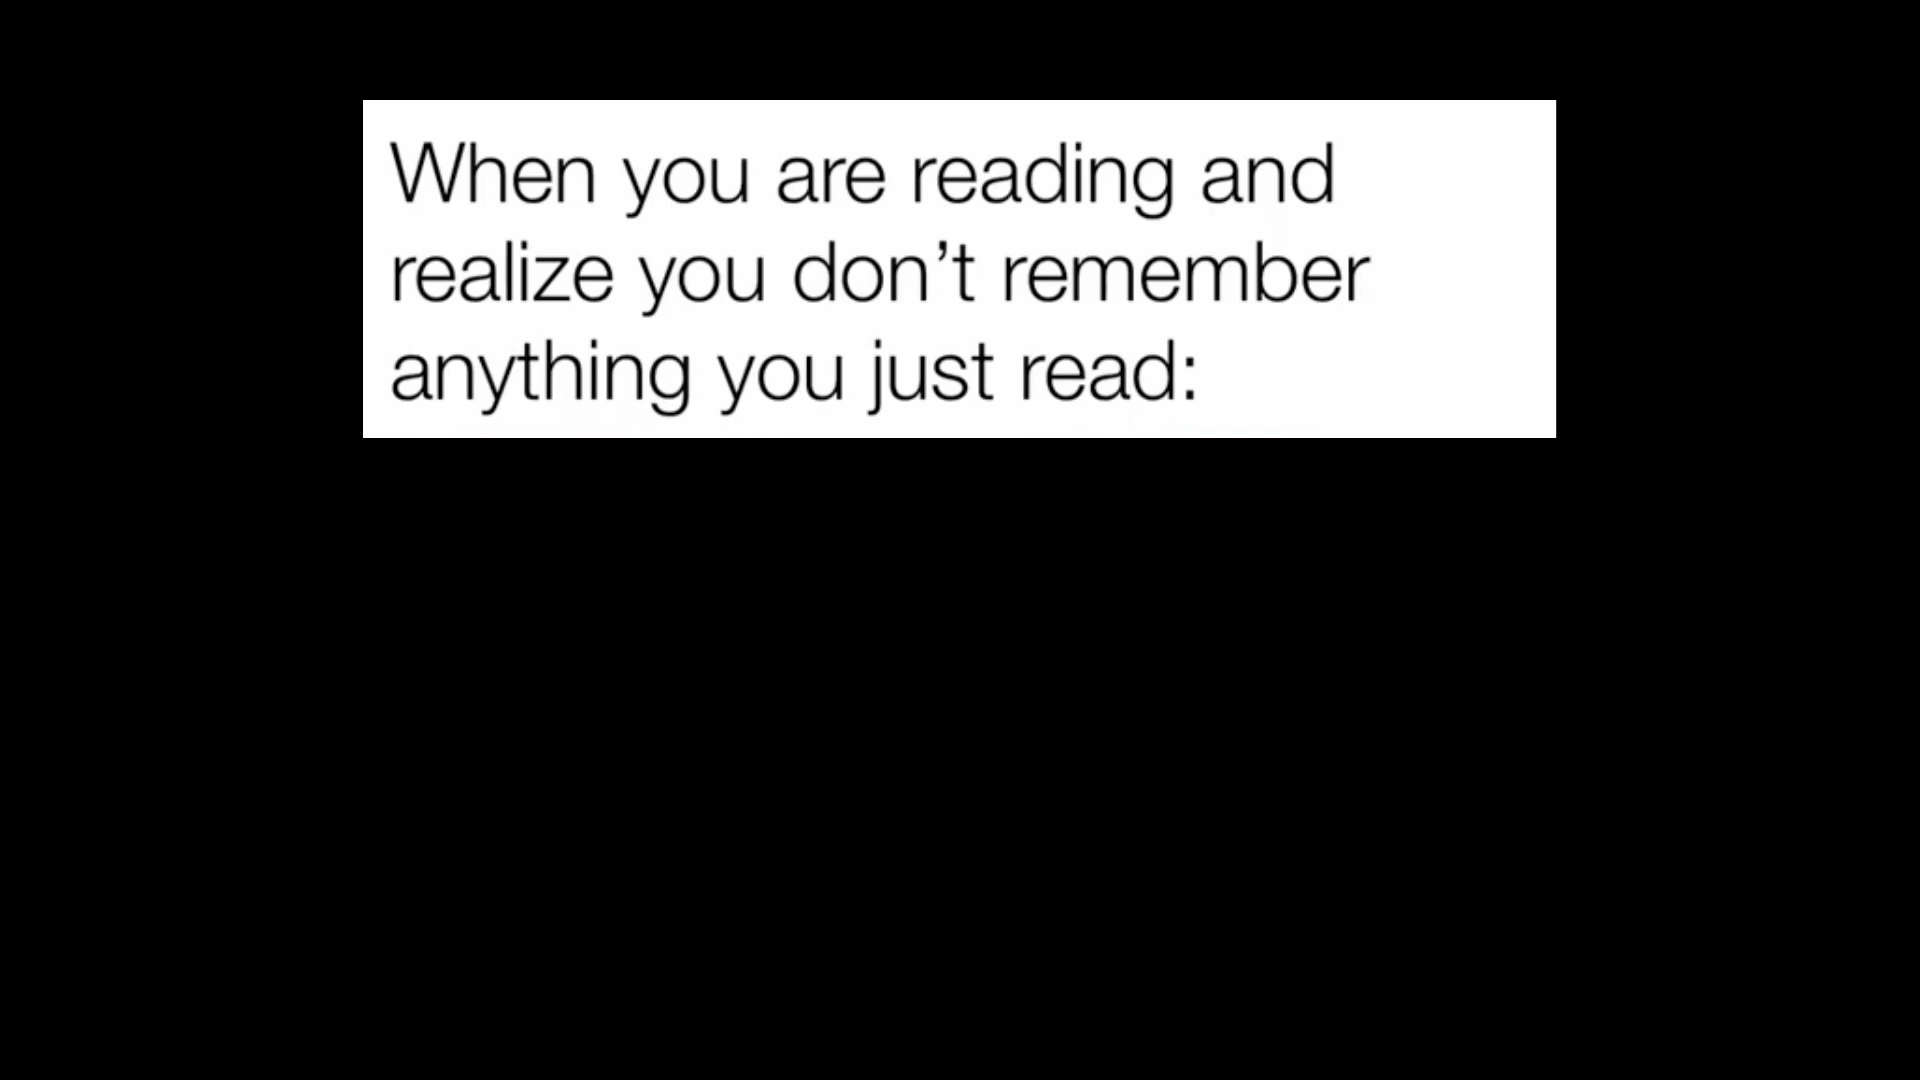 When you are reading and
realize you don’t remember
anything you just read: